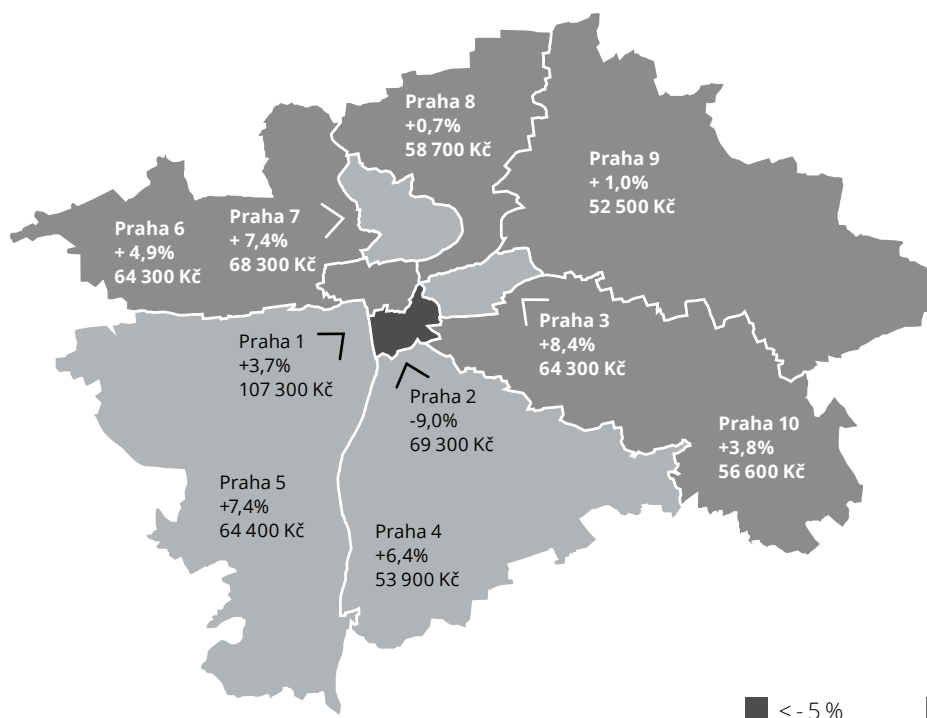 Praha 8
+0,7%
58 700 Kč
Praha 9
+ 1,0%
52 500 Kč
Praha 6
+ 4,9%
64 300 Kč
Praha 7
+ 7,4%
68 300 Kč
Praha 3
+8,4%
64 300 Kč
Praha 1
+3,7%
107 300 Kč
Praha 2
-9,0%
69 300 Kč
Praha 10
+3,8%
56 600 Kč
Praha 5
+7,4%
64 400 Kč
Praha 4
+6,4%
53 900 Kč
< - 5 %